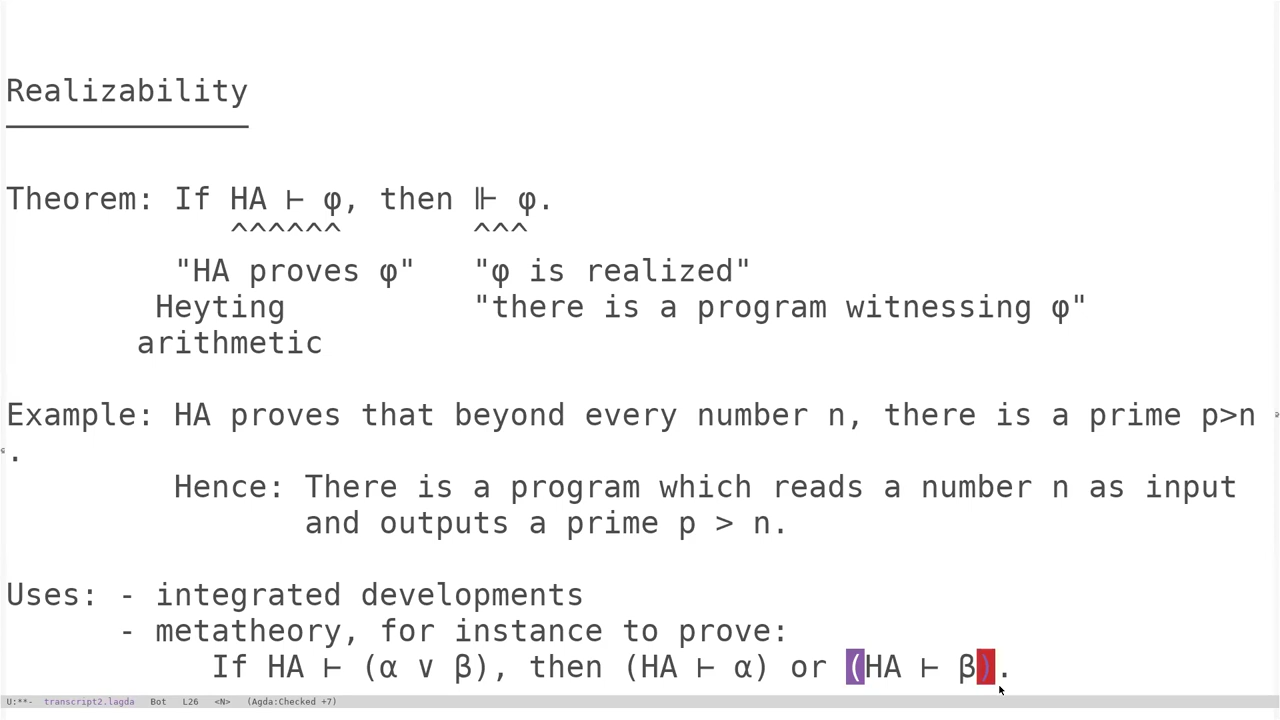 Realizability
─────────────
Theorem: If HA ⊢ φ, then ⊩ φ.
^^^^^^ ^^^
"HA proves φ" "φ is realized"
Heyting "there is a program witnessing φ"
arithmetic
Example: HA proves that beyond every number n, there is a prime p>n
.
Hence: There is a program which reads a number n as input
and outputs a prime p > n.
Uses: - integrated developments
- metatheory, for instance to prove:
If HA ⊢ (α ∨ β), then (HA ⊢ α) or (HA ⊢ β).
U:**- transcript2.lagda Bot L26 <N> (Agda:Checked +7)